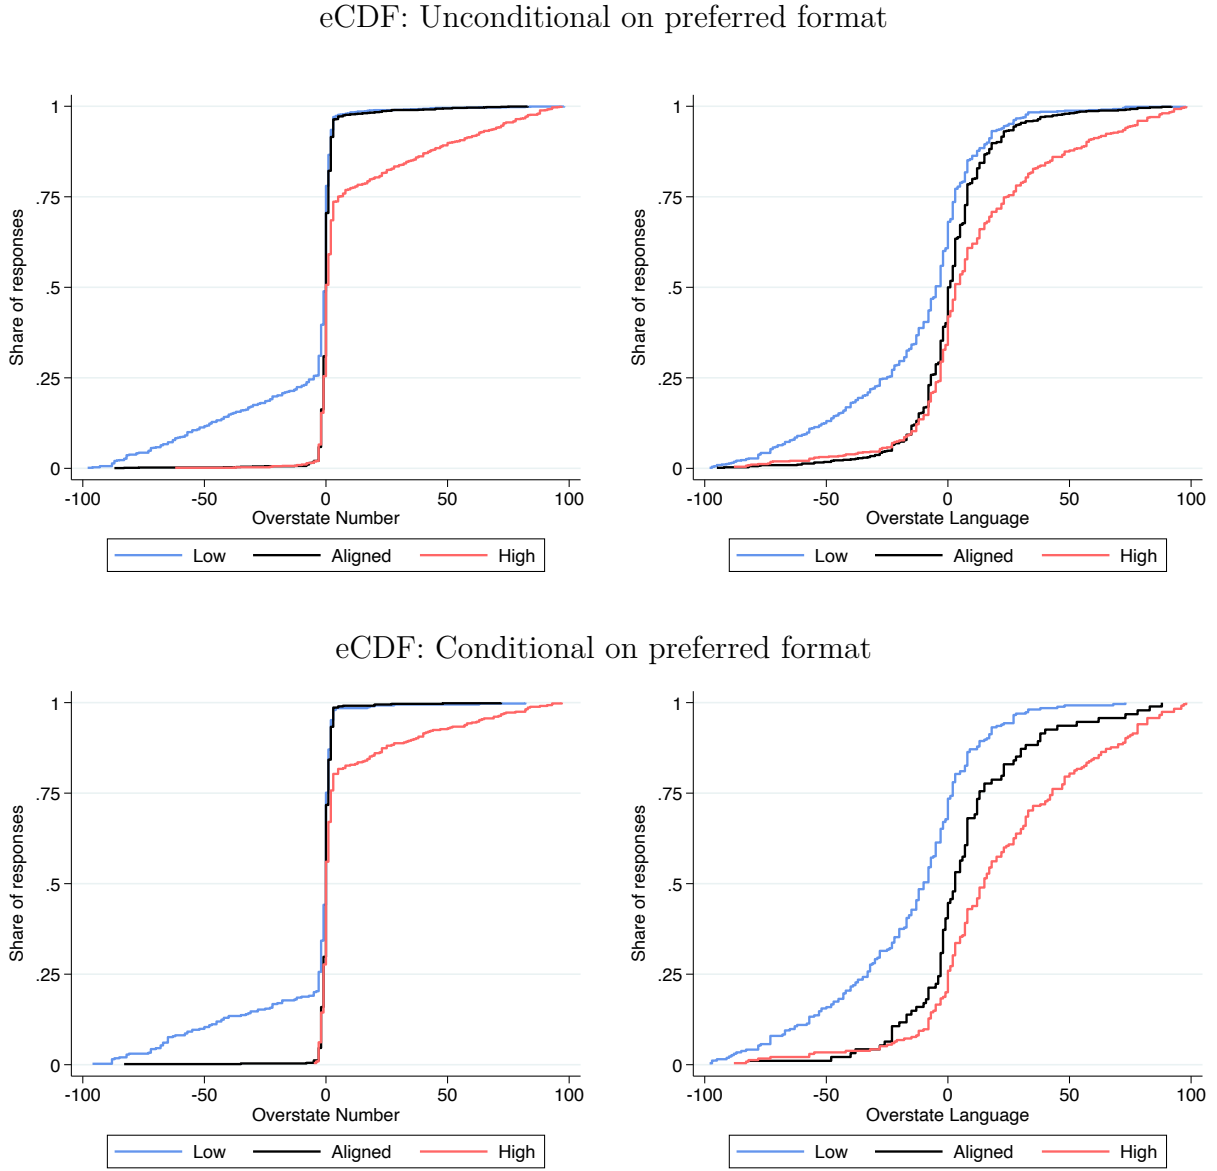 eCDF: Unconditional on preferred format
Share of responses
1
.75
.5
.25
0
-100 -50 0 50 100
Overstate Number
Low Aligned High
Share of responses
1
.75
.5
.25
0
-100 -50 0 50 100
Overstate Language
Low Aligned High
eCDF: Conditional on preferred format
Share of responses
1
.75
.5
.25
0
-100 -50 0 50 100
Overstate Number
Low Aligned High
Share of responses
1
.75
.5
.25
0
-100 -50 0 50 100
Overstate Language
Low Aligned High